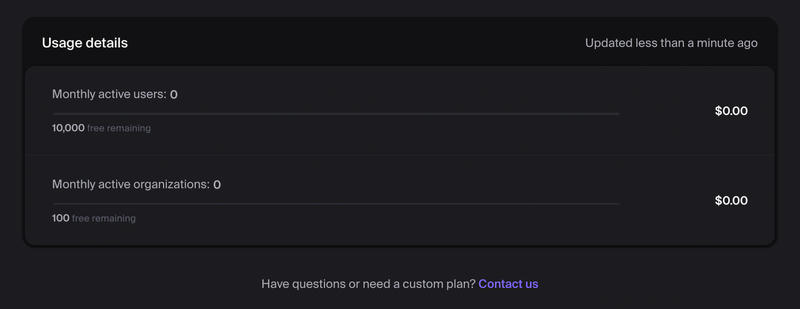 Usage details
Updated less than a minute ago
Monthly active users: 0
$0.00
10,000 free remaining
Monthly active organizations: 0
$0.00
100 free remaining
Have questions or need a custom plan? Contact us